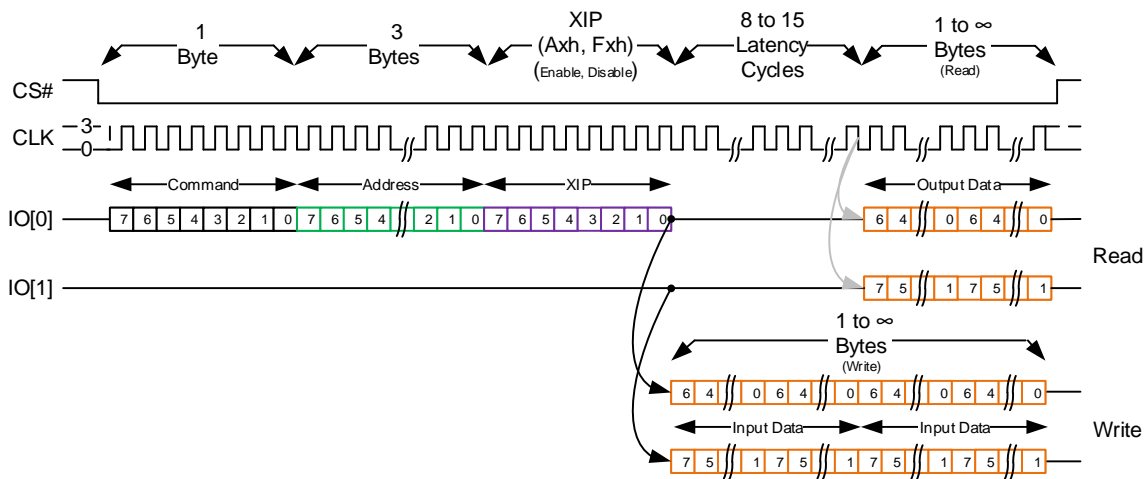 1 Byte
3 Bytes
XIP (Axh, Fxh) (Enable, Disable)
8 to 15 Latency Cycles
1 to ∞ Bytes (Read)
CS#
CLK 3 0
Command Address XIP Output Data
IO[0] 7 6 5 4 3 2 1 0 7 6 5 4 2 1 0 7 6 5 4 3 2 1 0 6 4 0 6 4 0
Read
IO[1] 7 5 1 7 5 1
1 to ∞ Bytes (Write)
6 4 0 6 4 0 6 4 0 6 4 0
Input Data Input Data
Write
7 5 1 7 5 1 7 5 1 7 5 1